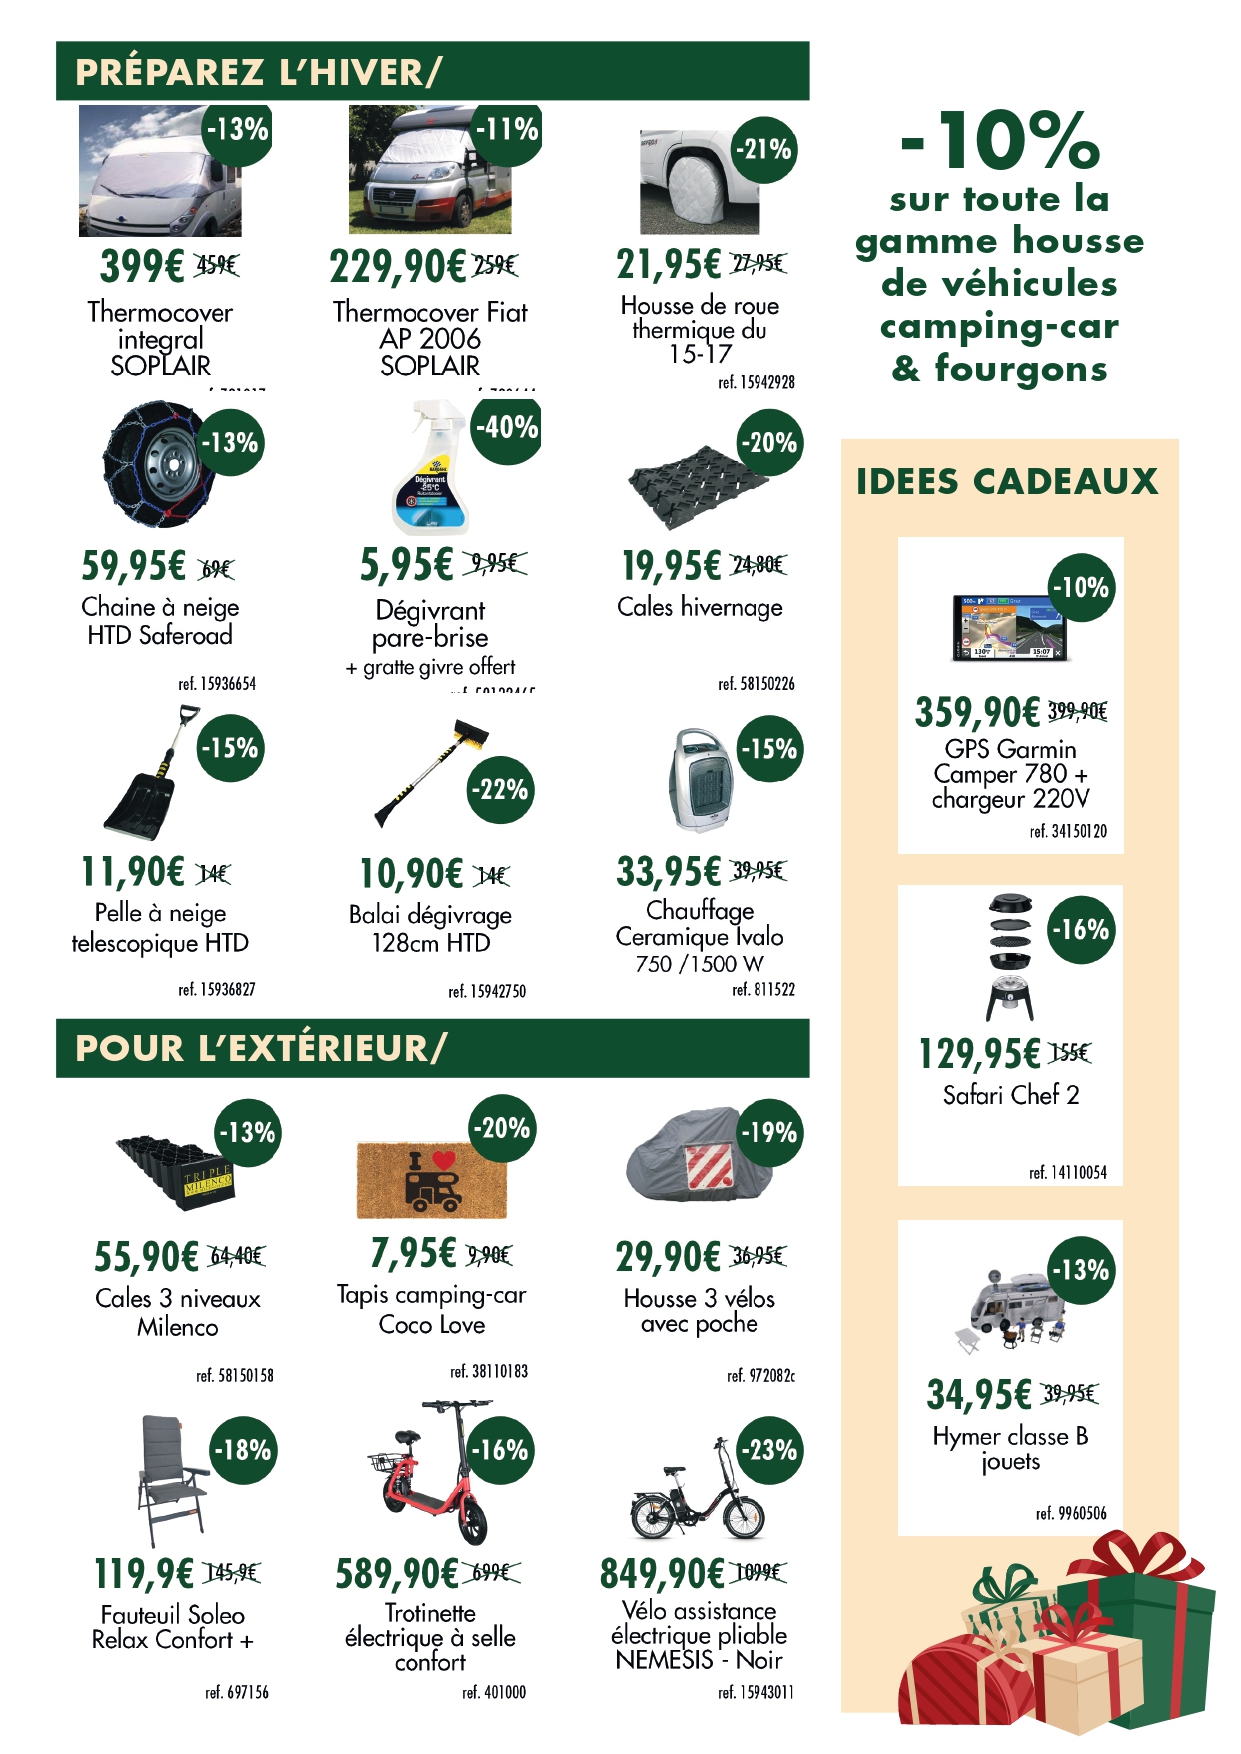 PRÉPAREZ L'HIVER/
-13%
399€ 459€
Thermocover
integral
SOPLAIR
-11%
229,90€ 259€
Thermocover Fiat
AP 2006
SOPLAIR
-21%
21,95€ 27,95€
Housse de roue
thermique du
15-17
ref. 15942928
-13%
59,95€ 69€
Chaine à neige
HTD Saferoad
ref. 15936654
-40%
BARDAHL
Dégivrant
-25°C
5,95€ 9,95€
Dégivrant
pare-brise
+ gratte givre offert
-20%
19,95€ 24,80€
Cales hivernage
ref. 58150226
-15%
11,90€ 14€
Pelle à neige
telescopique HTD
ref. 15936827
-22%
10,90€ 14€
Balai dégivrage
128cm HTD
ref. 15942750
-15%
33,95€ 39,95€
Chauffage
Ceramique Ivalo
750 /1500 W
ref. 811522
POUR L'EXTÉRIEUR/
-13%
TRIPLE
MILENCO
55,90€ 64,40€
Cales 3 niveaux
Milenco
ref. 58150158
-20%
I
7,95€ 9,90€
Tapis camping-car
Coco Love
ref. 38110183
-19%
29,90€ 36,95€
Housse 3 vélos
avec poche
ref. 972082c
-18%
119,9€ 145,9€
Fauteuil Soleo
Relax Confort +
ref. 697156
-16%
589,90€ 699€
Trotinette
électrique à selle
confort
ref. 401000
-23%
849,90€ 1099€
Vélo assistance
électrique pliable
NEMESIS - Noir
ref. 15943011
-10%
sur toute la
gamme housse
de véhicules
camping-car
& fourgons
IDEES CADEAUX
-10%
130
15:07
359,90€ 399,90€
GPS Garmin
Camper 780 +
chargeur 220V
ref. 34150120
-16%
129,95€ 155€
Safari Chef 2
ref. 14110054
-13%
34,95€ 39,95€
Hymer classe B
jouets
ref. 9960506